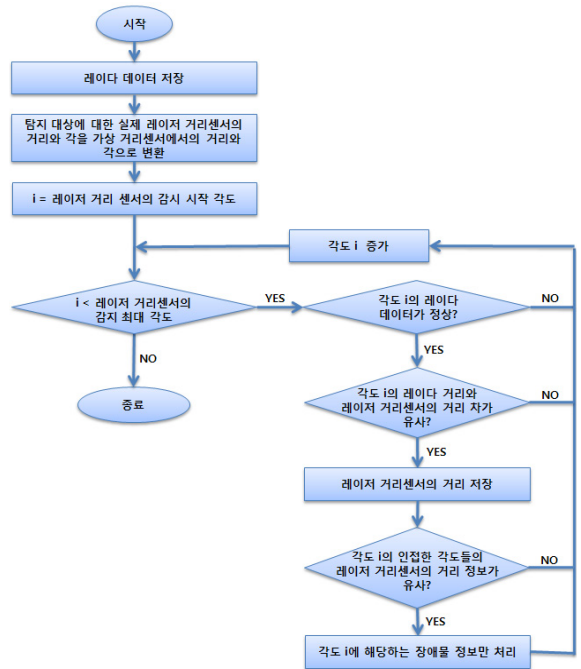 시작
레이다 데이터 저장
탐지 대상에 대한 실제 레이저 거리센서의
거리와 각을 가상 거리센서에서의 거리와
각으로 변환
i = 레이저 거리 센서의 감시 시작 각도
각도 i 증가
i < 레이저 거리센서의
감지 최대 각도
YES
NO
종료
각도 i의 레이다
데이터가 정상?
NO
YES
각도 i의 레이다 거리와
레이저 거리센서의 거리 차가
유사?
NO
YES
레이저 거리센서의 거리 저장
각도 i의 인접한 각도들의
레이저 거리센서의 거리 정보가
유사?
NO
YES
각도 i에 해당하는 장애물 정보만 처리